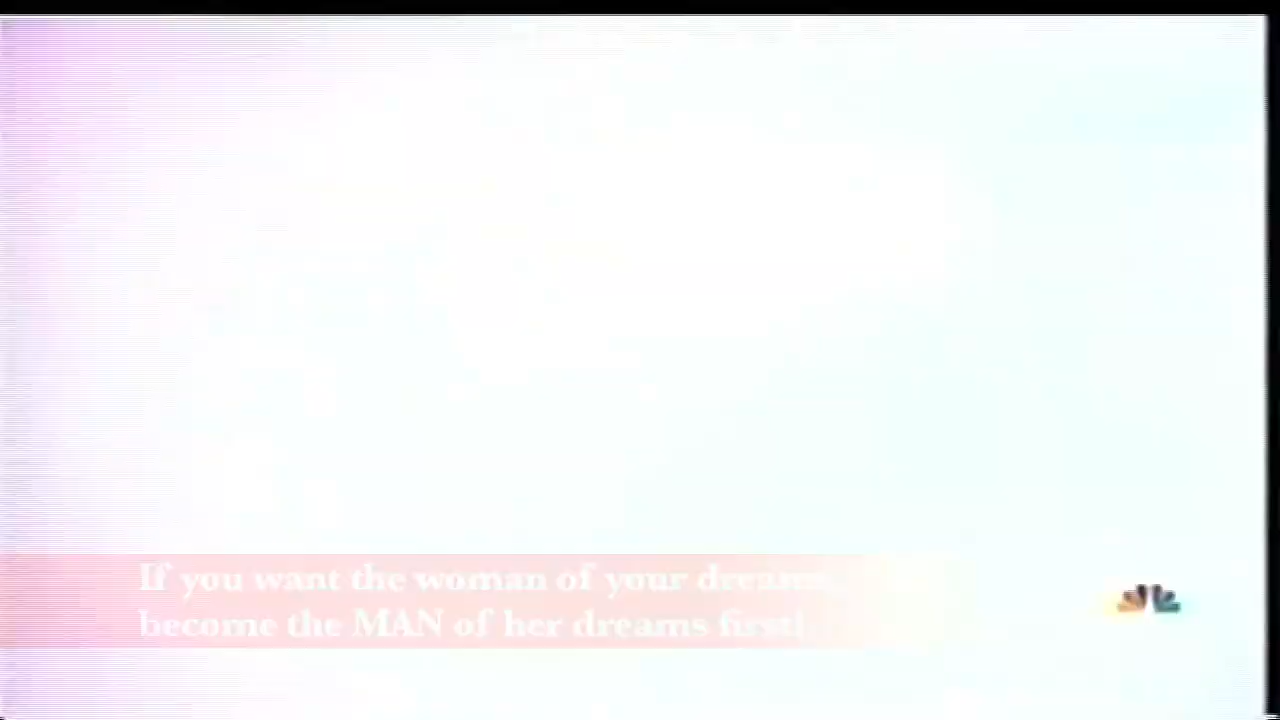 If you want the woman of your dreams,
become the MAN of her dreams first!